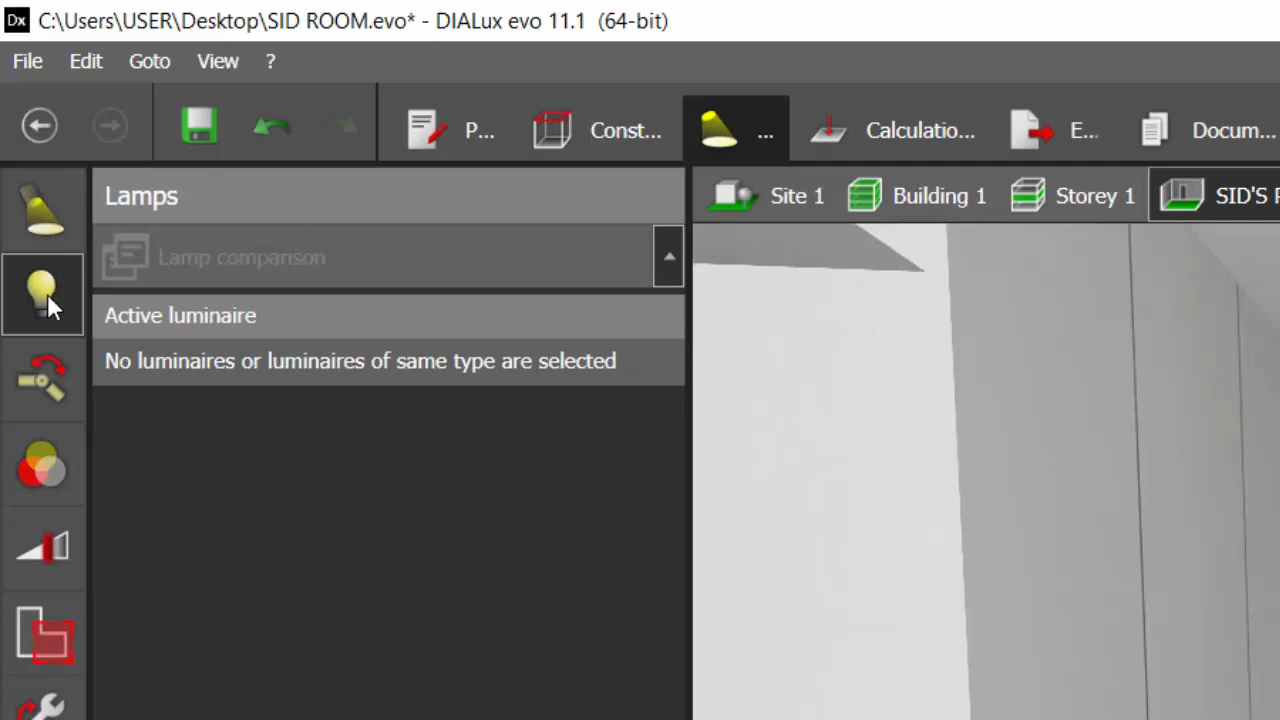 Dx C:\Users\USER\Desktop\SID ROOM.evo* - DIALux evo 11.1 (64-bit)
File Edit Goto View ?
P... Const... ... Calculatio... E... Docum...
Lamps
Site 1 Building 1 Storey 1 SID'S
Lamp comparison
Active luminaire
No luminaires or luminaires of same type are selected